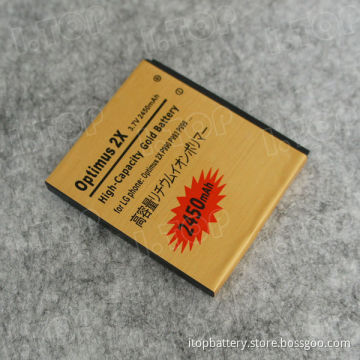 I.TOP
Optimus 2X
3.7V 2450mAh
High-Capacity Gold Battery
for LG phone: Optimus 2X P990 P993 P999
高容量リチウムイオンポリマー
2450mAh
itopbattery.store.bossgoo.com